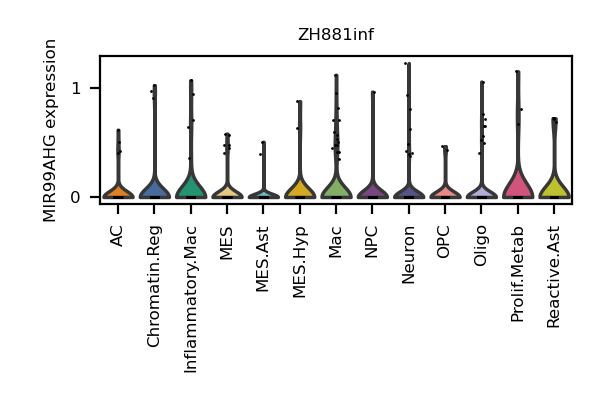 ZH881inf
MIR99AHG expression
1
0
AC
Chromatin.Reg
Inflammatory.Mac
MES
MES.Ast
MES.Hyp
Mac
NPC
Neuron
OPC
Oligo
Prolif.Metab
Reactive.Ast